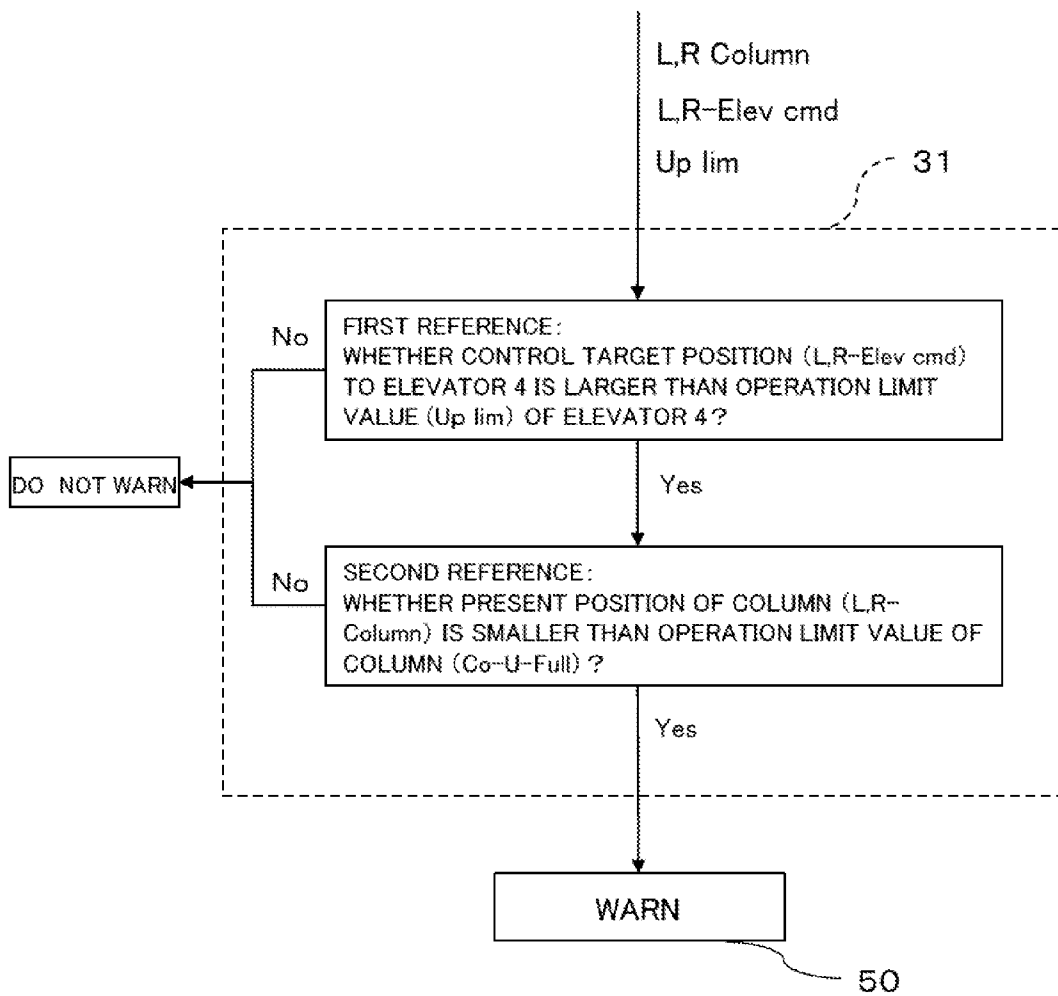 L,R Column
L,R-Elev cmd
Up lim
31
No
FIRST REFERENCE:
WHETHER CONTROL TARGET POSITION (L,R-Elev cmd)
TO ELEVATOR 4 IS LARGER THAN OPERATION LIMIT
VALUE (Up lim) OF ELEVATOR 4?
DO NOT WARN
Yes
No
SECOND REFERENCE:
WHETHER PRESENT POSITION OF COLUMN (L,R-
Column) IS SMALLER THAN OPERATION LIMIT VALUE OF
COLUMN (Co-U-Full)?
Yes
WARN
50